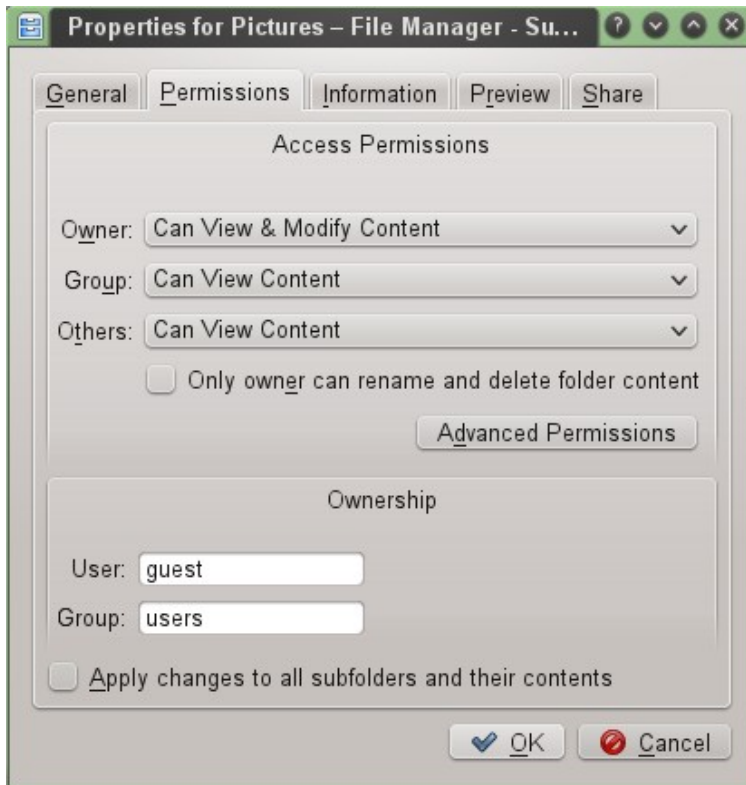 Properties for Pictures – File Manager - Su...
General Permissions Information Preview Share
Access Permissions
Owner: Can View & Modify Content
Group: Can View Content
Others: Can View Content
Only owner can rename and delete folder content
Advanced Permissions
Ownership
User: guest
Group: users
Apply changes to all subfolders and their contents
OK Cancel